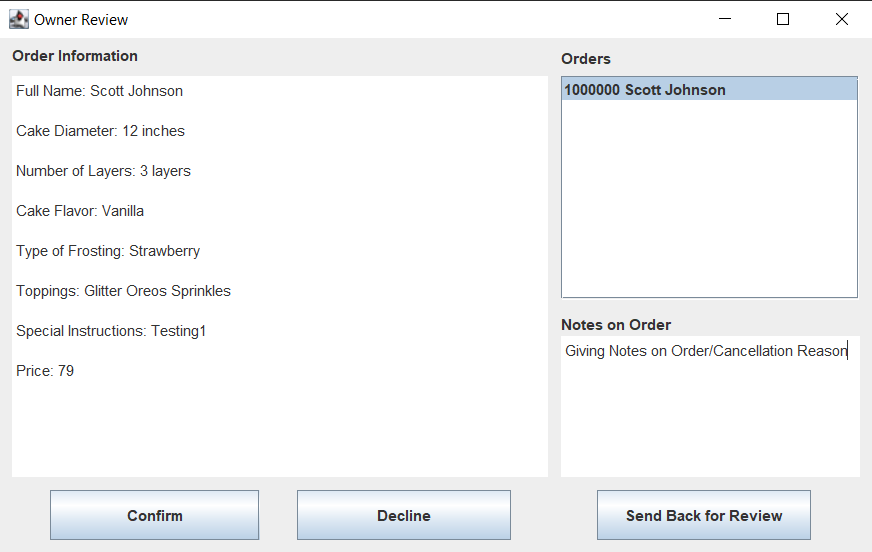 Owner Review
Order Information
Full Name: Scott Johnson
Cake Diameter: 12 inches
Number of Layers: 3 layers
Cake Flavor: Vanilla
Type of Frosting: Strawberry
Toppings: Glitter Oreos Sprinkles
Special Instructions: Testing1
Price: 79
Orders
1000000 Scott Johnson
Notes on Order
Giving Notes on Order/Cancellation Reason
Confirm
Decline
Send Back for Review